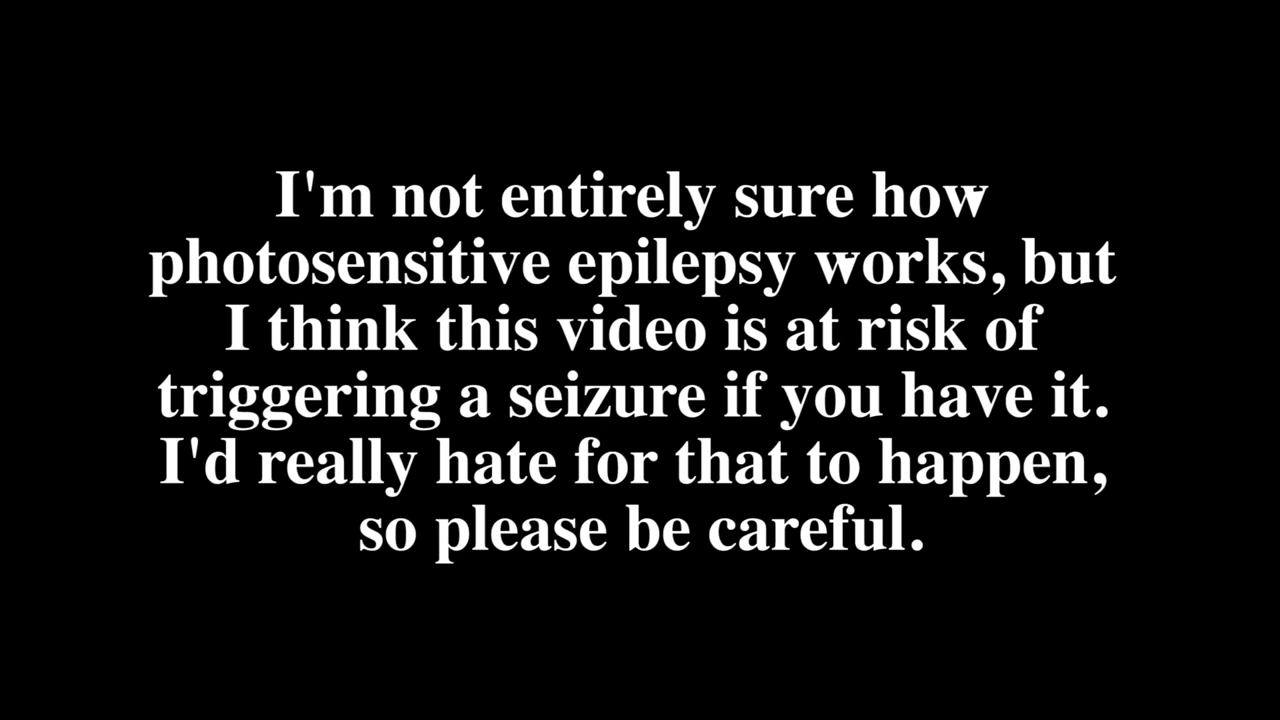 I'm not entirely sure how
photosensitive epilepsy works, but
I think this video is at risk of
triggering a seizure if you have it.
I'd really hate for that to happen,
so please be careful.